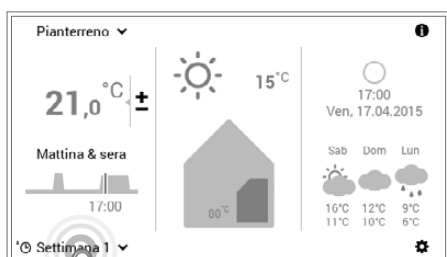 Pianterreno
21,0°C ±
Mattina & sera
17:00
Settimana 1
15°C
80°C
17:00
Ven, 17.04.2015
Sab Dom Lun
16°C 12°C 9°C
11°C 10°C 6°C